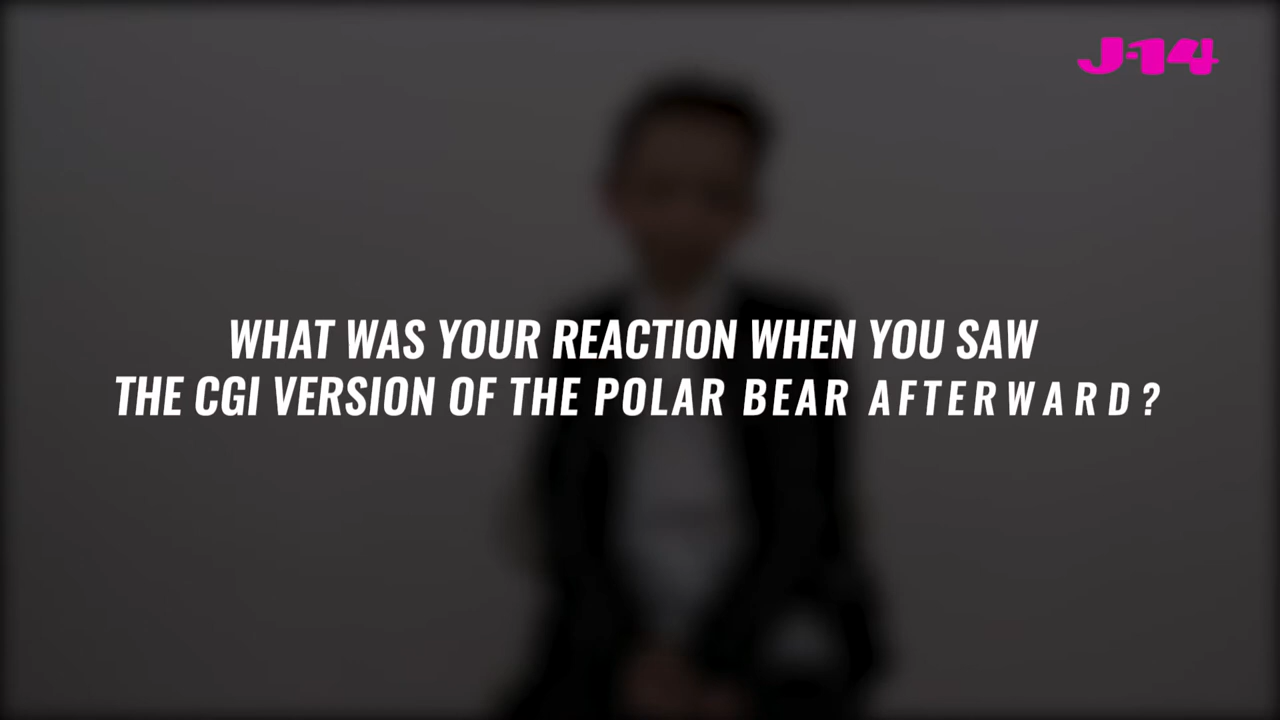 J-14
WHAT WAS YOUR REACTION WHEN YOU SAW
THE CGI VERSION OF THE POLAR BEAR AFTERWARD?